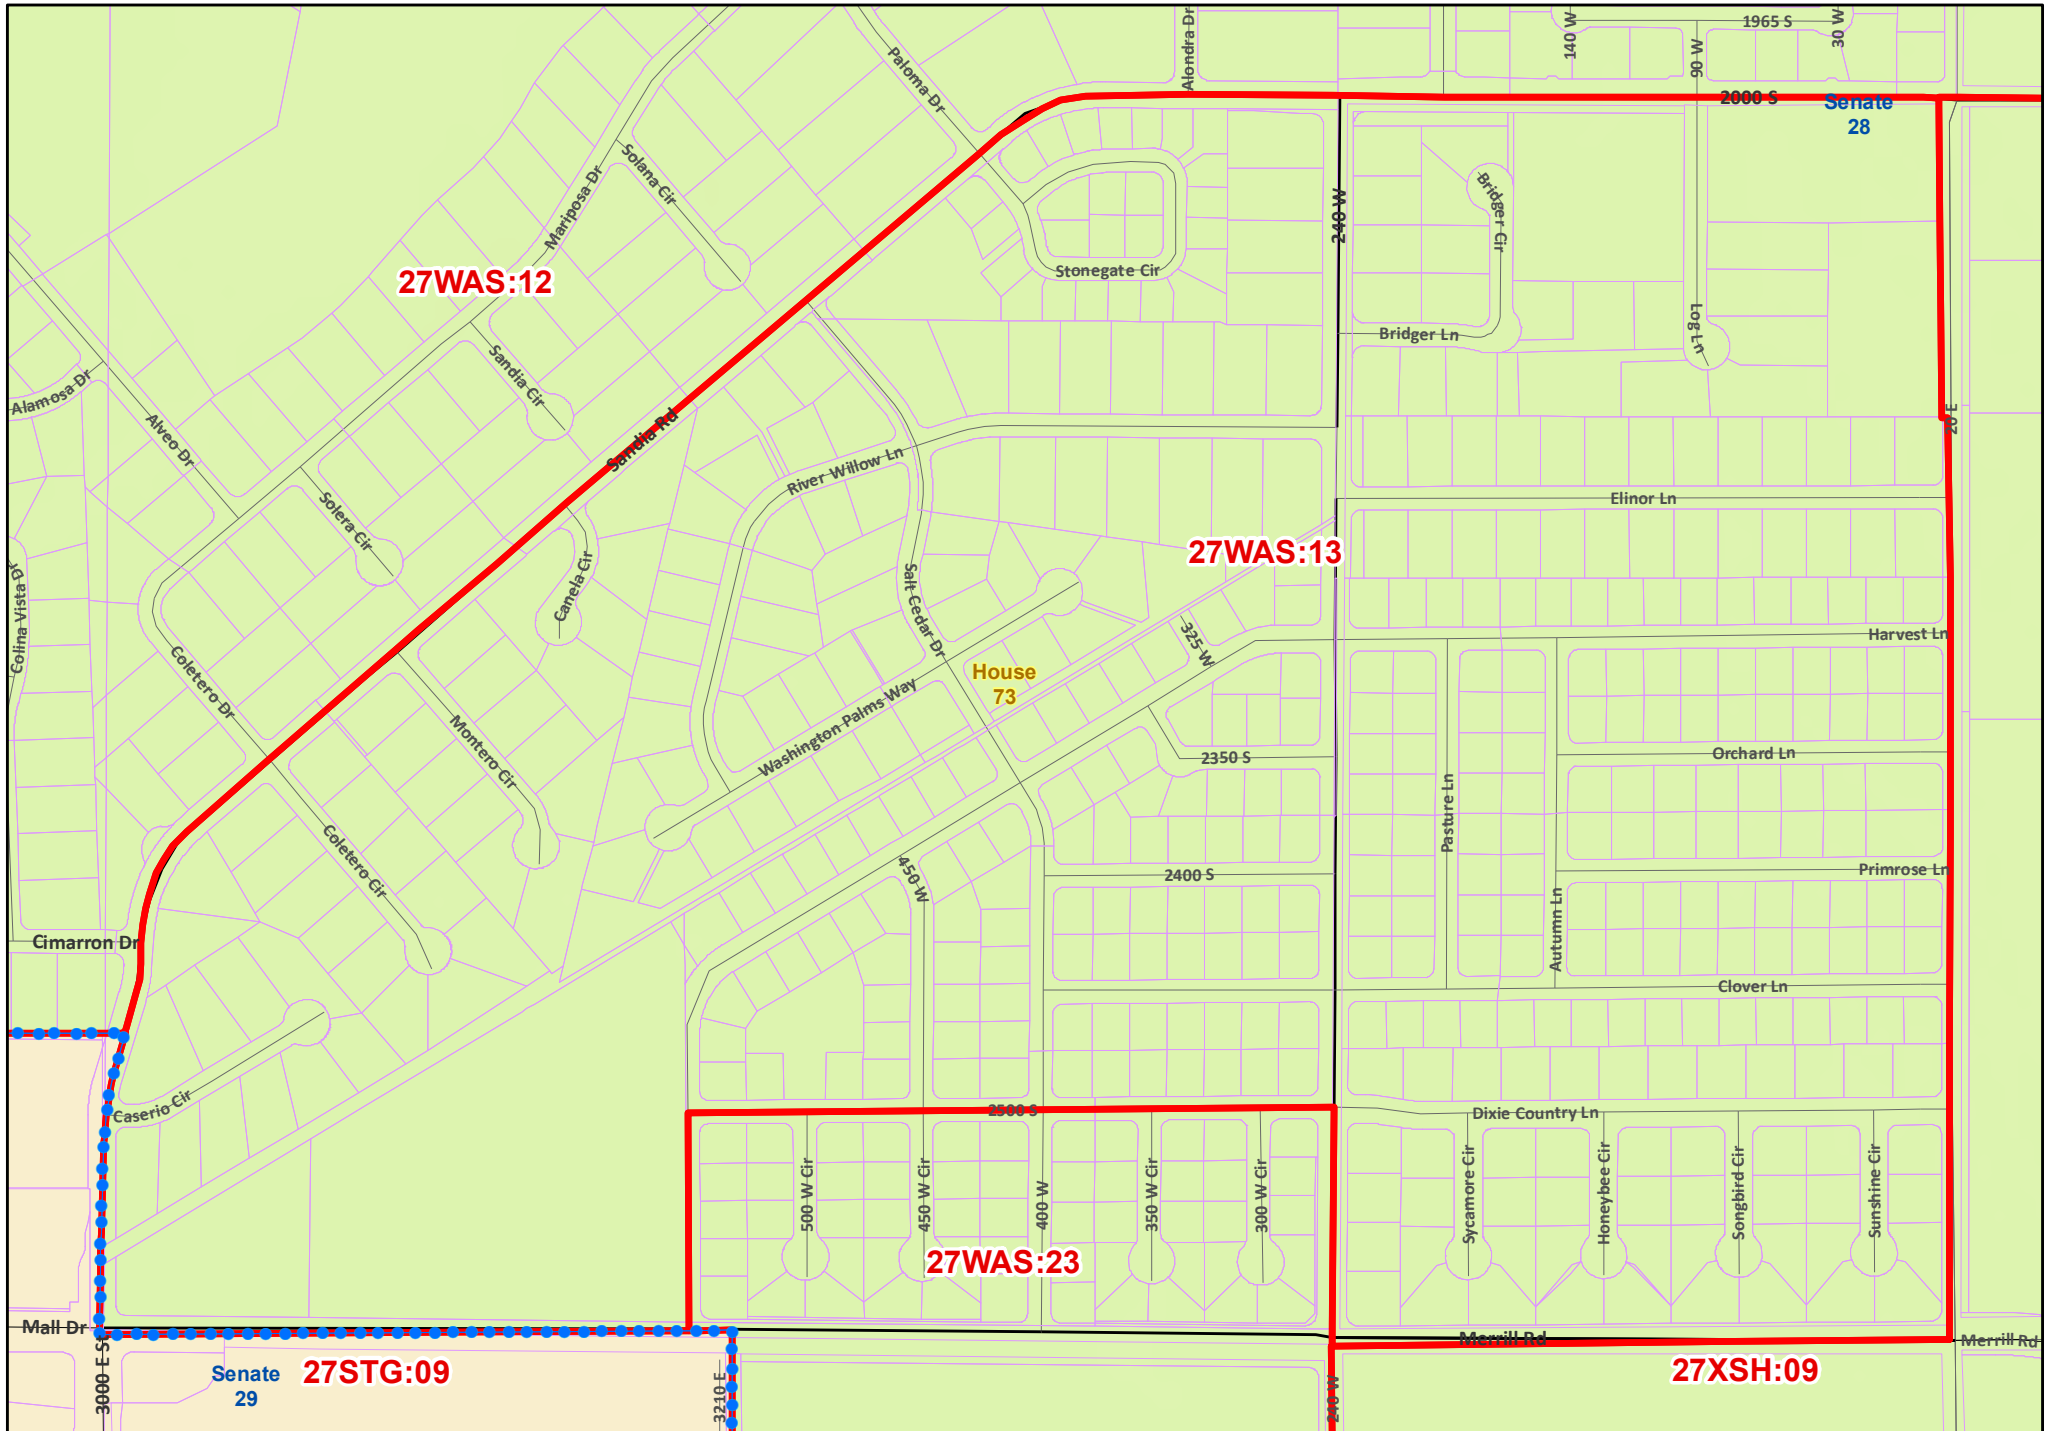 1965 S
140 W
30 W
90 W
Alondra Dr
Paloma Dr
2000 S
Senate
28
Solana Cir
Mariposa Dr
240 W
Bridger Cir
27WAS:12
Stonegate Cir
Bridger Ln
Log Ln
Sandia Cir
Alamosa Dr
Alveo Dr
Sandia Rd
20 E
River Willow Ln
Elinor Ln
Solera Cir
27WAS:13
Canela Cir
Salt Cedar Dr
Colina Vista Dr
325 W
Harvest Ln
House
73
Coletero Dr
Washington Palms Way
Montero Cir
2350 S
Orchard Ln
Pasture Ln
Coletero Cir
450 W
2400 S
Primrose Ln
Autumn Ln
Cimarron Dr
Clover Ln
Caserio Cir
2500 S
Dixie Country Ln
500 W Cir
450 W Cir
400 W
350 W Cir
300 W Cir
Sycamore Cir
Honeybee Cir
Songbird Cir
Sunshine Cir
27WAS:23
Mall Dr
Merrill Rd
Merrill Rd
3000 E St
Senate
29
27STG:09
3210 E
240 W
27XSH:09